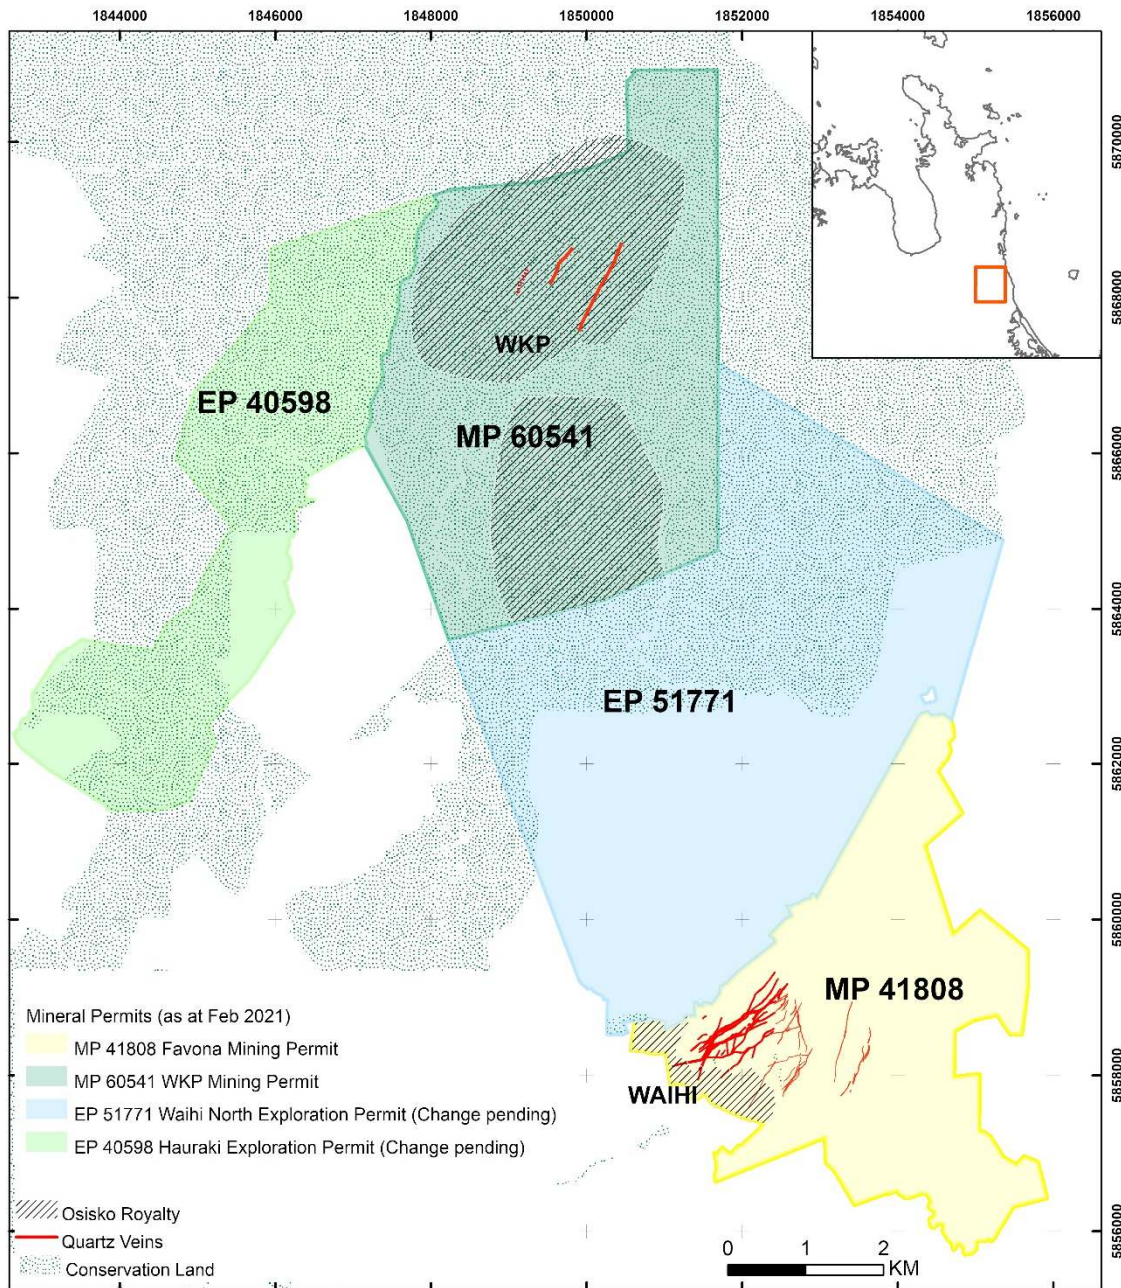 1844000 1846000 1848000 1850000 1852000 1854000 1856000
5870000
5868000
WKP
EP 40598
MP 60541
5866000
5864000
EP 51771
5862000
5860000
MP 41808
Mineral Permits (as at Feb 2021)
MP 41808 Favona Mining Permit
MP 60541 WKP Mining Permit
EP 51771 Waihi North Exploration Permit (Change pending)
EP 40598 Hauraki Exploration Permit (Change pending)
WAIHI
5858000
Osisko Royalty
Quartz Veins
Conservation Land
0 1 2
KM
5856000